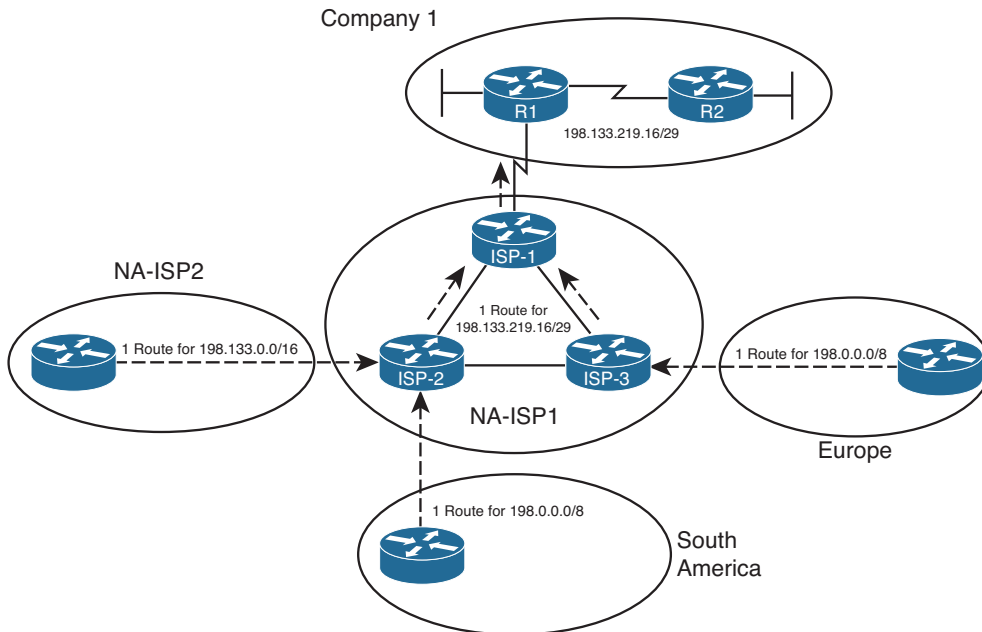 Company 1
R1
R2
198.133.219.16/29
ISP-1
NA-ISP2
1 Route for
198.133.219.16/29
1 Route for 198.133.0.0/16
1 Route for 198.0.0.0/8
ISP-2
ISP-3
NA-ISP1
Europe
1 Route for 198.0.0.0/8
South
America